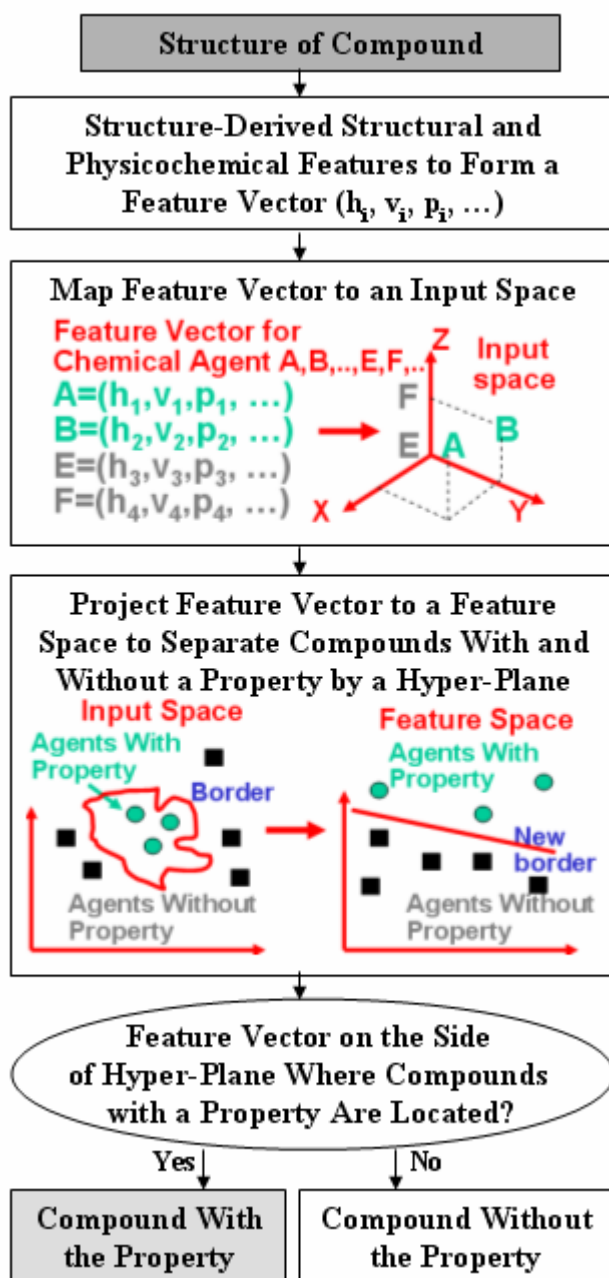 Structure of Compound
Structure-Derived Structural and
Physicochemical Features to Form a
Feature Vector (hi, vi, pi, …)
Map Feature Vector to an Input Space
Feature Vector for
Chemical Agent A,B,..,E,F,..
A=(h1,v1,p1, …)
B=(h2,v2,p2, …)
E=(h3,v3,p3, …)
F=(h4,v4,p4, …)
Z
Input
space
F
B
E
A
X
Y
Project Feature Vector to a Feature
Space to Separate Compounds With and
Without a Property by a Hyper-Plane
Input Space
Agents With
Property
Border
Agents Without
Property
Feature Space
Agents With
Property
New
border
Agents Without
Property
Feature Vector on the Side
of Hyper-Plane Where Compounds
with a Property Are Located?
Yes
No
Compound With
the Property
Compound Without
the Property